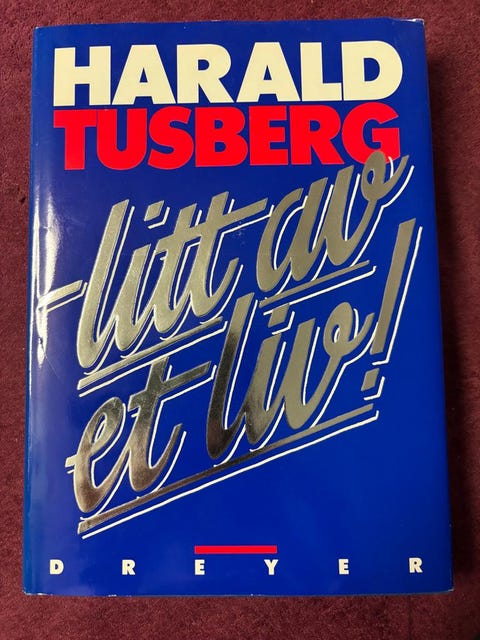 HARALD
TUSBERG
-litt av
et liv!
DREYER